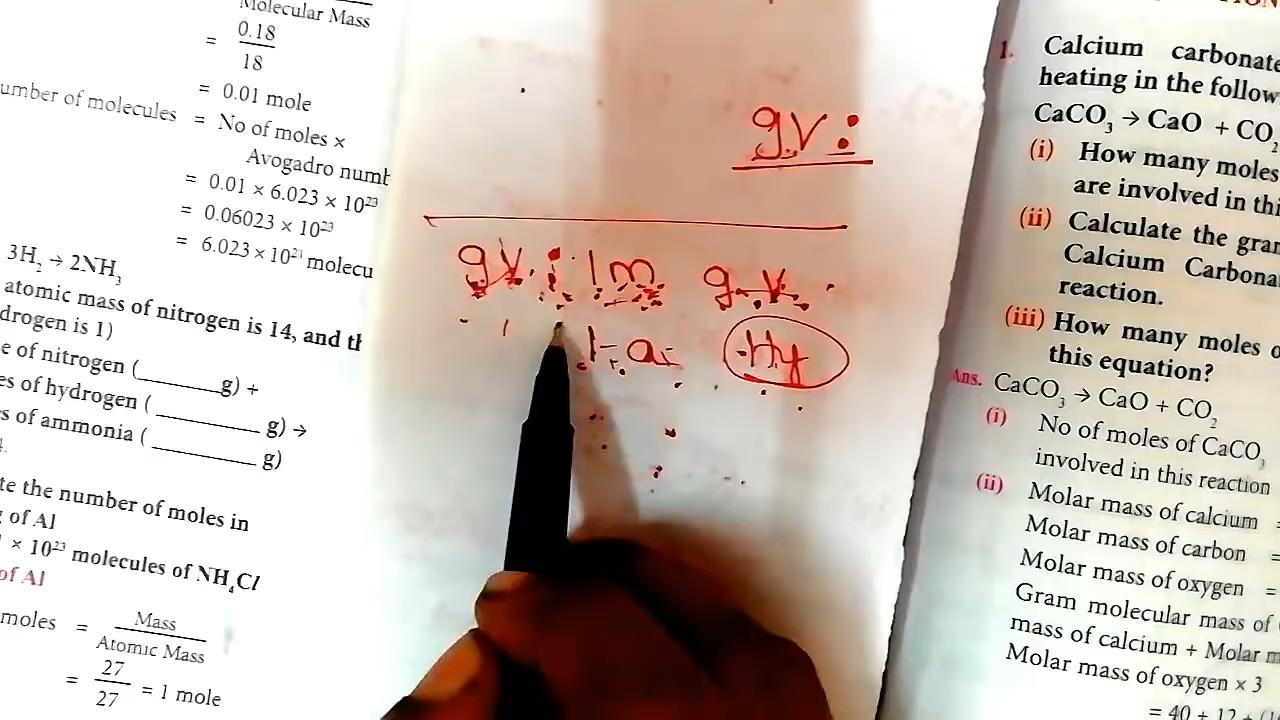 Molecular Mass
= 0.18
18
= 0.01 mole
umber of molecules = No of moles ×
Avogadro numb
= 0.01 × 6.023 × 10²³
= 0.06023 × 10²³
= 6.023 × 10²¹ molecu
3H₂ → 2NH₃
atomic mass of nitrogen is 14, and th
drogen is 1)
e of nitrogen (______g) +
es of hydrogen (________ g) →
s of ammonia (________ g)
te the number of moles in
of Al
× 10²³ molecules of NH₄Cl
of Al
moles = Mass
Atomic Mass
= 27
27 = 1 mole
g.v :
g.v. : 1m g.v.
1-a Hy
1. Calcium carbonate
heating in the follow
CaCO₃ → CaO + CO₂
(i) How many moles
are involved in thi
(ii) Calculate the gran
Calcium Carbona
reaction.
(iii) How many moles o
this equation?
Ans. CaCO₃ → CaO + CO₂
(i) No of moles of CaCO₃
involved in this reaction
(ii) Molar mass of calcium =
Molar mass of carbon =
Molar mass of oxygen =
Gram molecular mass of
mass of calcium + Molar m
Molar mass of oxygen × 3
= 40 + 12 +